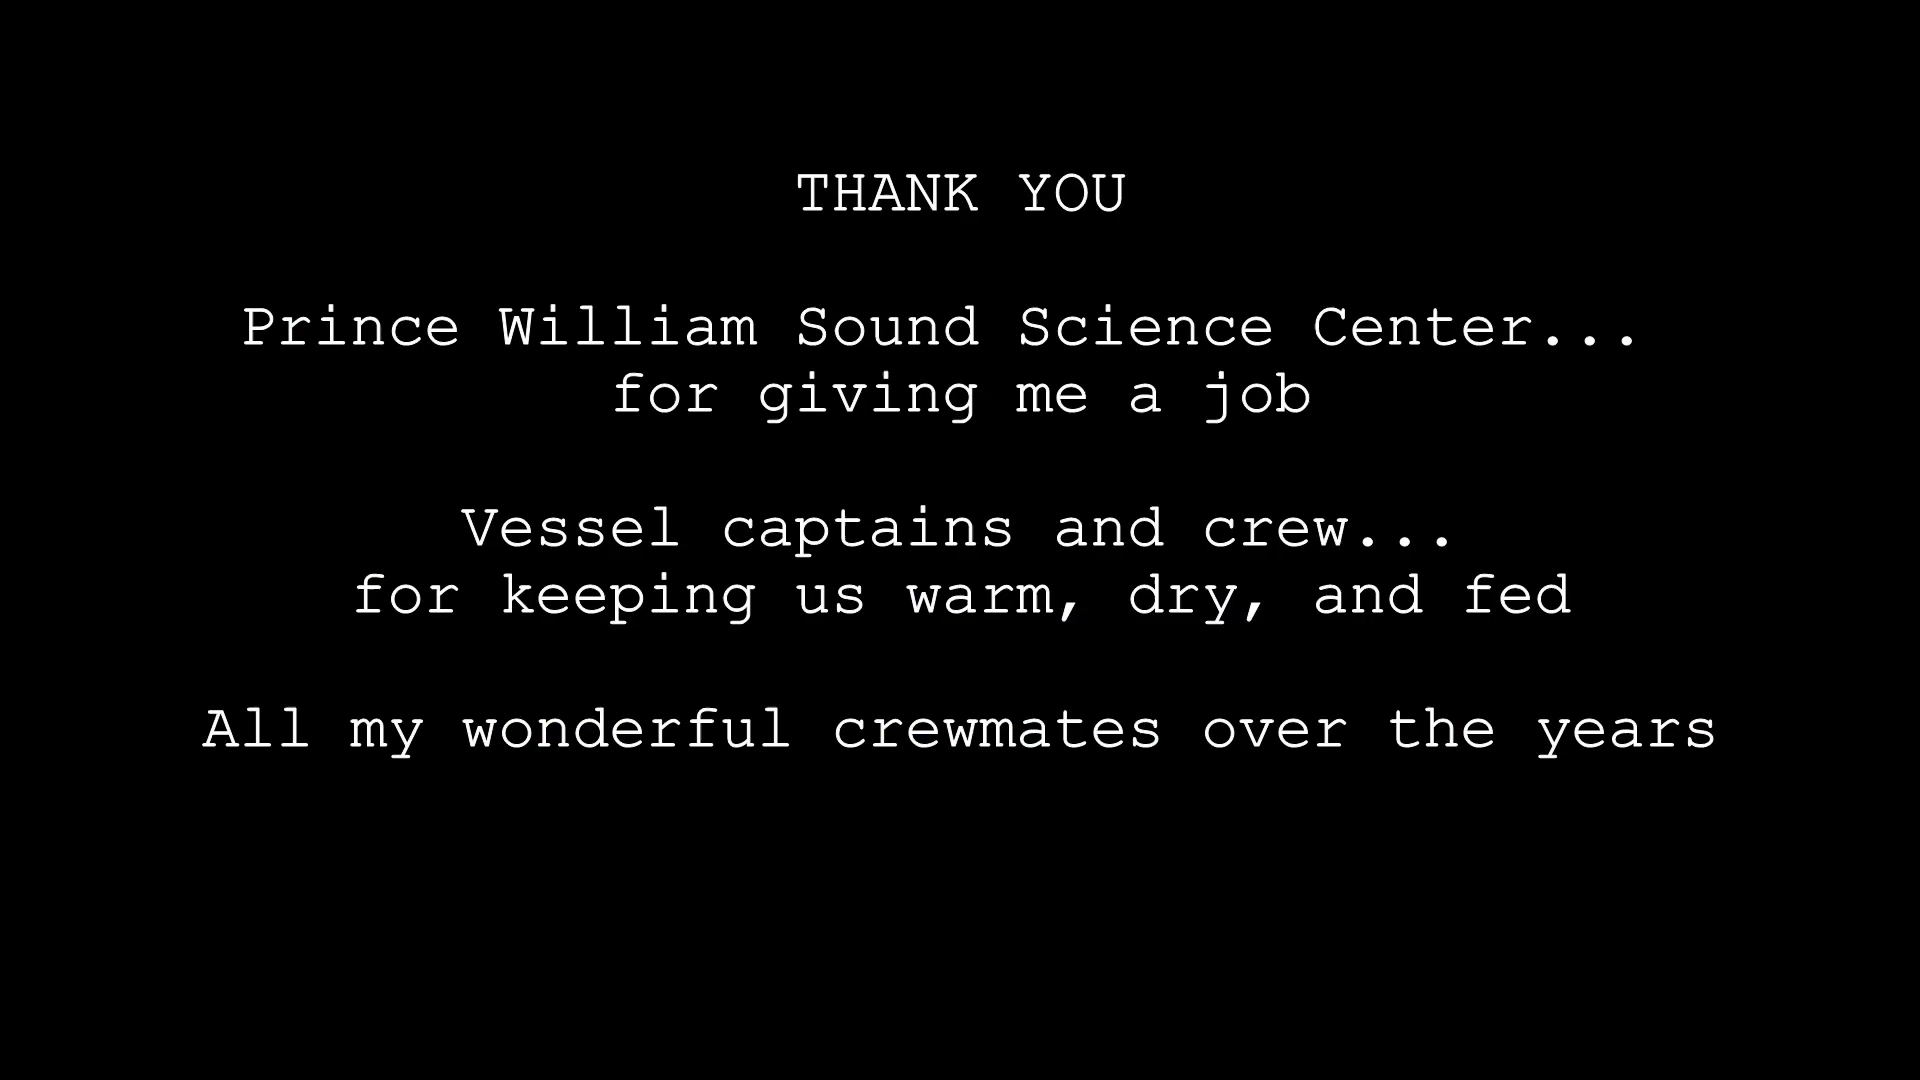 THANK YOU
Prince William Sound Science Center...
for giving me a job
Vessel captains and crew...
for keeping us warm, dry, and fed
All my wonderful crewmates over the years